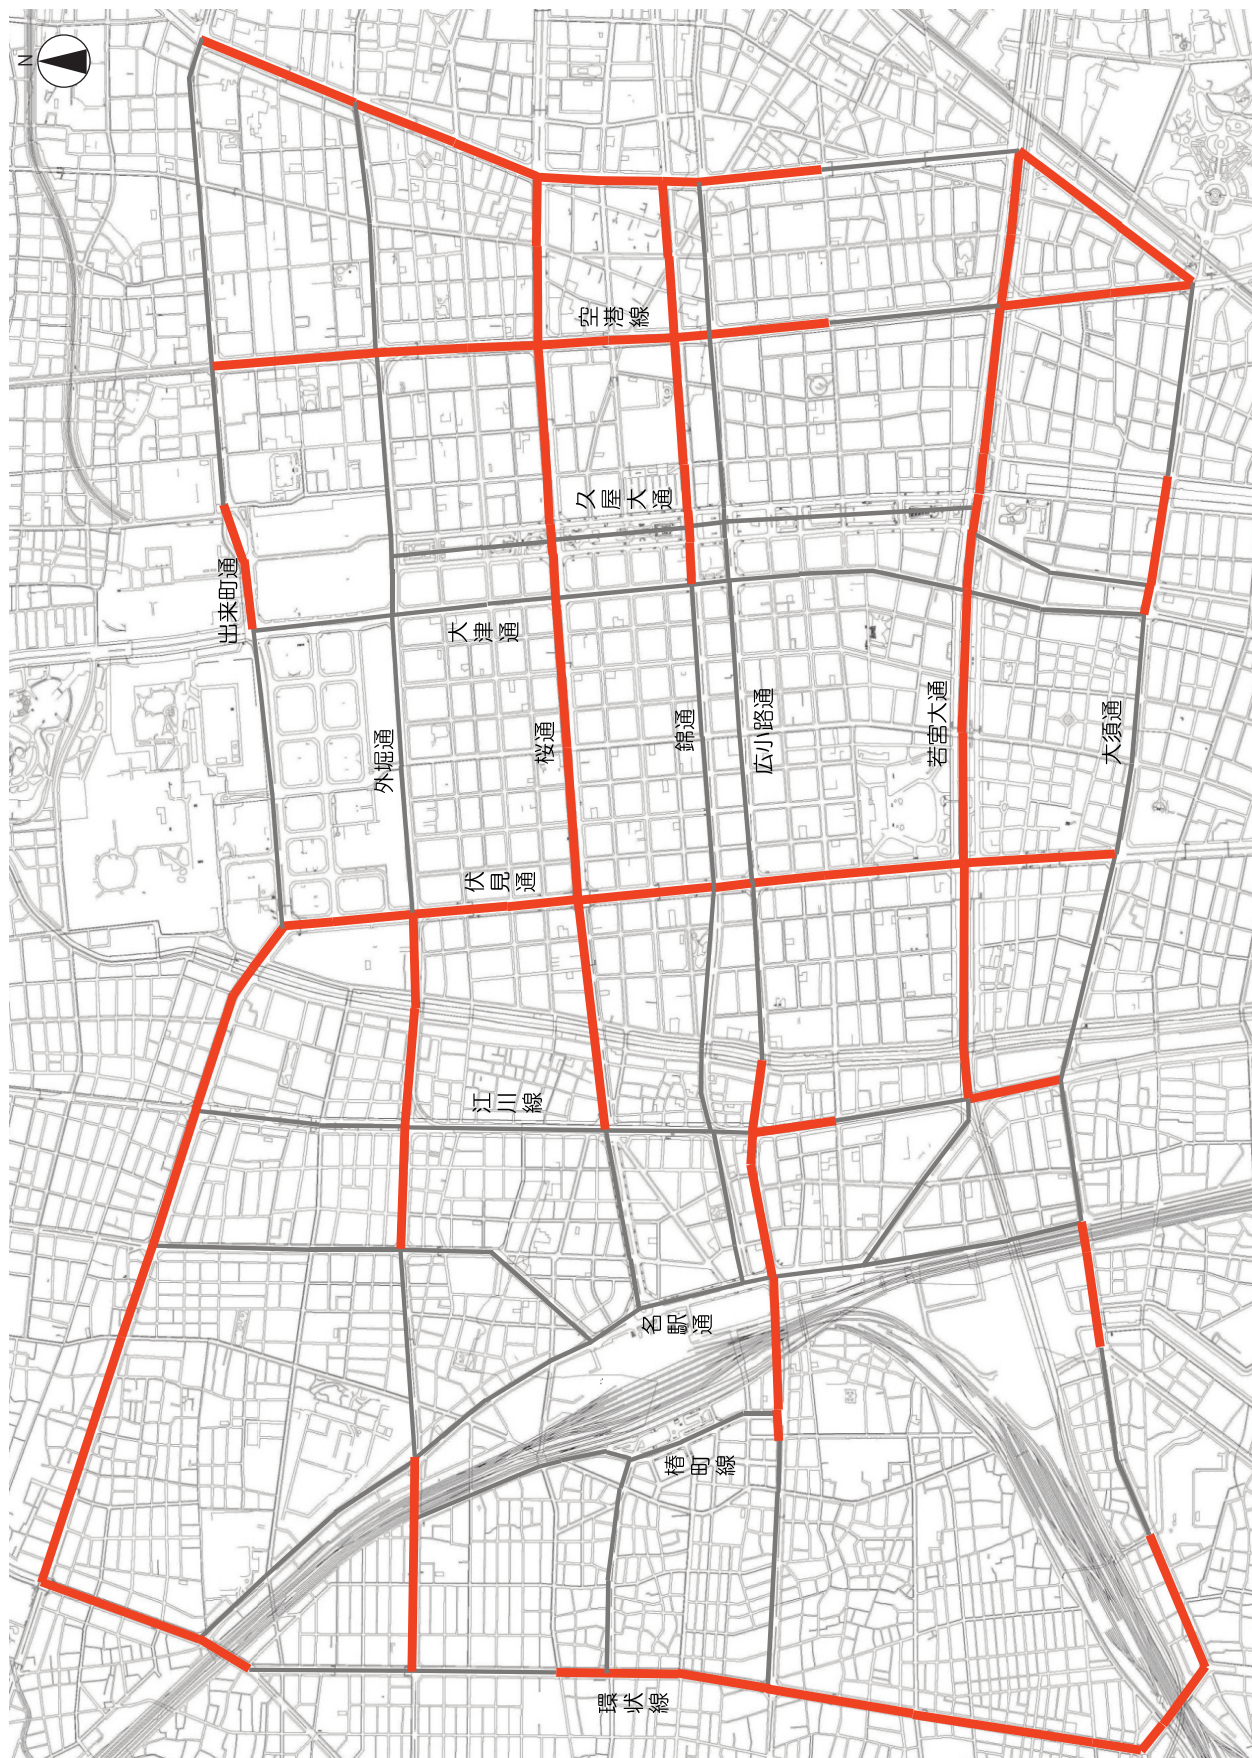 N
空港線
久屋大通
出来町通
大津通
外堀通
桜通
錦通
広小路通
若宮大通
大須通
伏見通
江川線
名駅通
椿町線
環状線